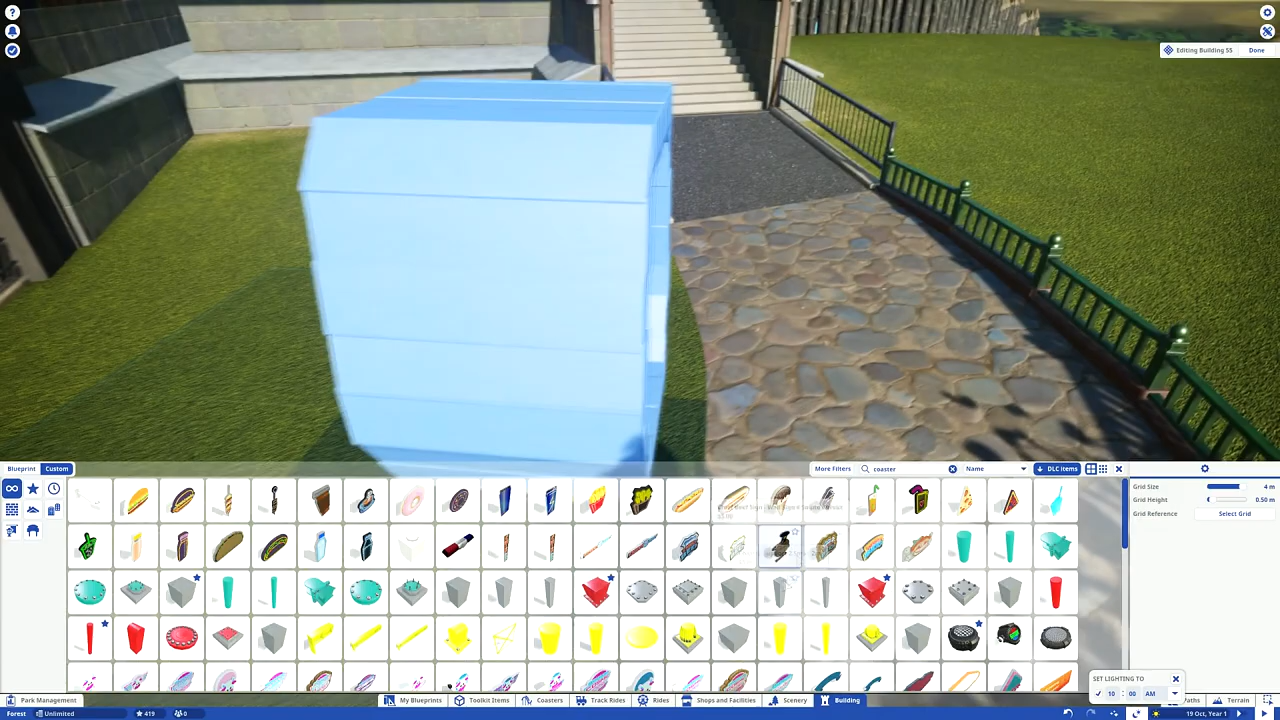 Editing Building 55 Done
Blueprint Custom
More Filters coaster Name DLC Items
Grid Size 4 m
Grid Height 0.50 m
Grid Reference Select Grid
SET LIGHTING TO
10 : 00 AM
Park Management My Blueprints Toolkit Items Coasters Track Rides Rides Shops and Facilities Scenery Building Paths Terrain
Forest Unlimited 419 0 19 Oct, Year 1